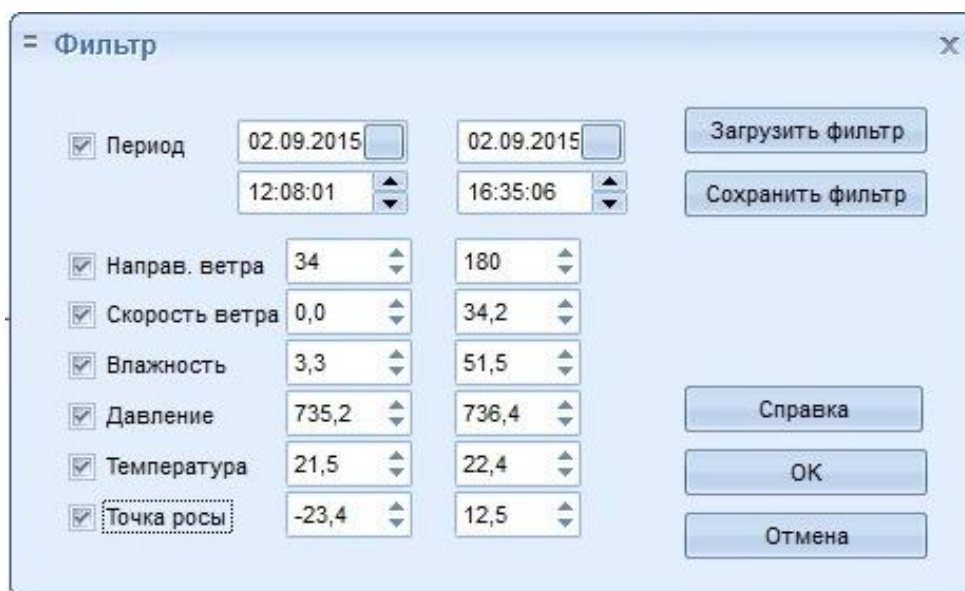 Фильтр
Период 02.09.2015 02.09.2015 Загрузить фильтр
12:08:01 16:35:06 Сохранить фильтр
Направ. ветра 34 180
Скорость ветра 0,0 34,2
Влажность 3,3 51,5
Давление 735,2 736,4 Справка
Температура 21,5 22,4 ОК
Точка росы -23,4 12,5 Отмена